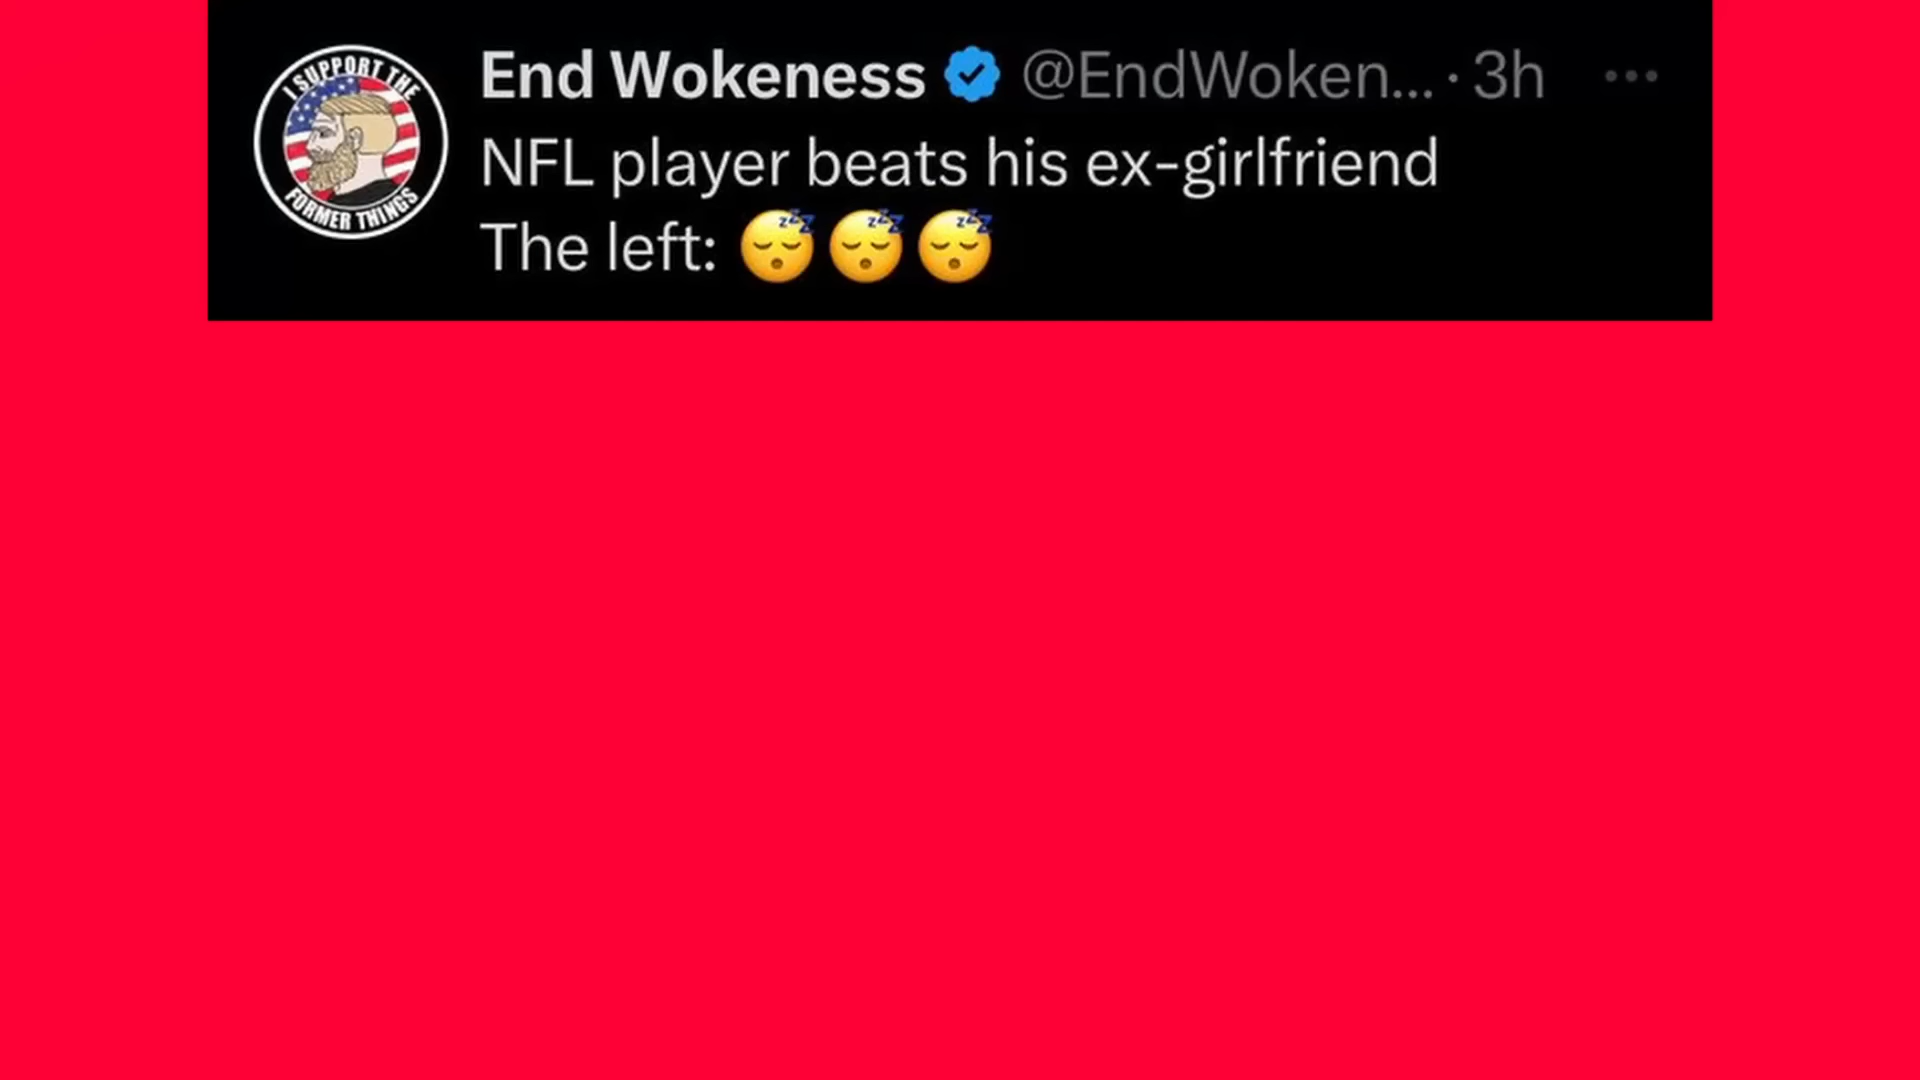 I SUPPORT THE
FORMER THINGS
End Wokeness @EndWoken... · 3h
NFL player beats his ex-girlfriend
The left: 😴😴😴